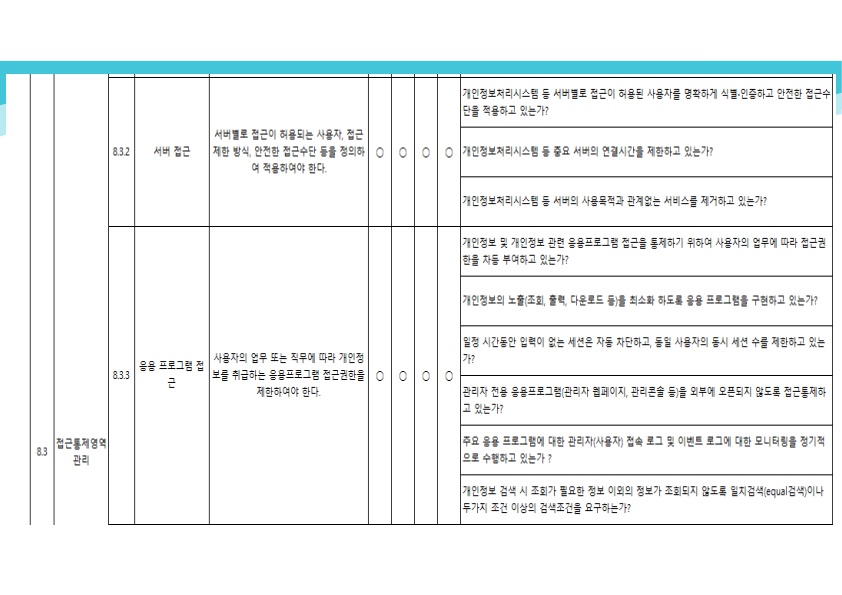 개인정보처리시스템 등 서버별로 접근이 허용된 사용자를 명확하게 식별·인증하고 안전한 접근수
단을 적용하고 있는가?
8.3.2
서버 접근
서버별로 접근이 허용되는 사용자, 접근
제한 방식, 안전한 접근수단 등을 정의하
여 적용하여야 한다.
○ ○ ○ ○
개인정보처리시스템 등 중요 서버의 연결시간을 제한하고 있는가?
개인정보처리시스템 등 서버의 사용목적과 관계없는 서비스를 제거하고 있는가?
개인정보 및 개인정보 관련 응용프로그램 접근을 통제하기 위하여 사용자의 업무에 따라 접근권
한을 차등 부여하고 있는가?
개인정보의 노출(조회, 출력, 다운로드 등)을 최소화 하도록 응용 프로그램을 구현하고 있는가?
일정 시간동안 입력이 없는 세션은 자동 차단하고, 동일 사용자의 동시 세션 수를 제한하고 있는
가?
8.3.3
응용 프로그램 접
근
사용자의 업무 또는 직무에 따라 개인정
보를 취급하는 응용프로그램 접근권한을
제한하여야 한다.
○ ○ ○ ○
관리자 전용 응용프로그램(관리자 웹페이지, 관리콘솔 등)을 외부에 오픈되지 않도록 접근통제하
고 있는가?
8.3
접근통제영역
관리
주요 응용 프로그램에 대한 관리자(사용자) 접속 로그 및 이벤트 로그에 대한 모니터링을 정기적
으로 수행하고 있는가 ?
개인정보 검색 시 조회가 필요한 정보 이외의 정보가 조회되지 않도록 일치검색(equal검색)이나
두가지 조건 이상의 검색조건을 요구하는가?